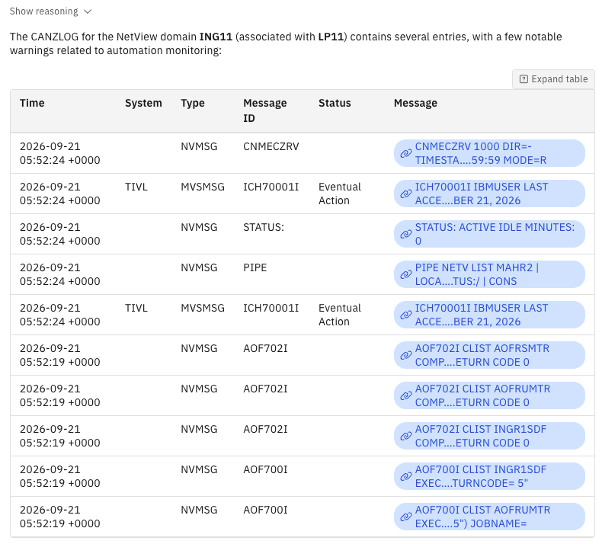 Show reasoning
The CANZLOG for the NetView domain ING11 (associated with LP11) contains several entries, with a few notable
warnings related to automation monitoring:
Expand table
Time System Type Message ID Status Message
2026-09-21 05:52:24 +0000 NVMSG CNMECZRV CNMECZRV 1000 DIR=- TIMESTA....59:59 MODE=R
2026-09-21 05:52:24 +0000 TIVL MVSMSG ICH70001I Eventual Action ICH70001I IBMUSER LAST ACCE....BER 21, 2026
2026-09-21 05:52:24 +0000 NVMSG STATUS: STATUS: ACTIVE IDLE MINUTES: 0
2026-09-21 05:52:24 +0000 NVMSG PIPE PIPE NETV LIST MAHR2 | LOCA....TUS:/ | CONS
2026-09-21 05:52:24 +0000 TIVL MVSMSG ICH70001I Eventual Action ICH70001I IBMUSER LAST ACCE....BER 21, 2026
2026-09-21 05:52:19 +0000 NVMSG AOF702I AOF702I CLIST AOFRSMTR COMP....ETURN CODE 0
2026-09-21 05:52:19 +0000 NVMSG AOF702I AOF702I CLIST AOFRUMTR COMP....ETURN CODE 0
2026-09-21 05:52:19 +0000 NVMSG AOF702I AOF702I CLIST INGR1SDF COMP....ETURN CODE 0
2026-09-21 05:52:19 +0000 NVMSG AOF700I AOF700I CLIST INGR1SDF EXEC....TURNCODE= 5"
2026-09-21 05:52:19 +0000 NVMSG AOF700I AOF700I CLIST AOFRUMTR EXEC....5") JOBNAME=